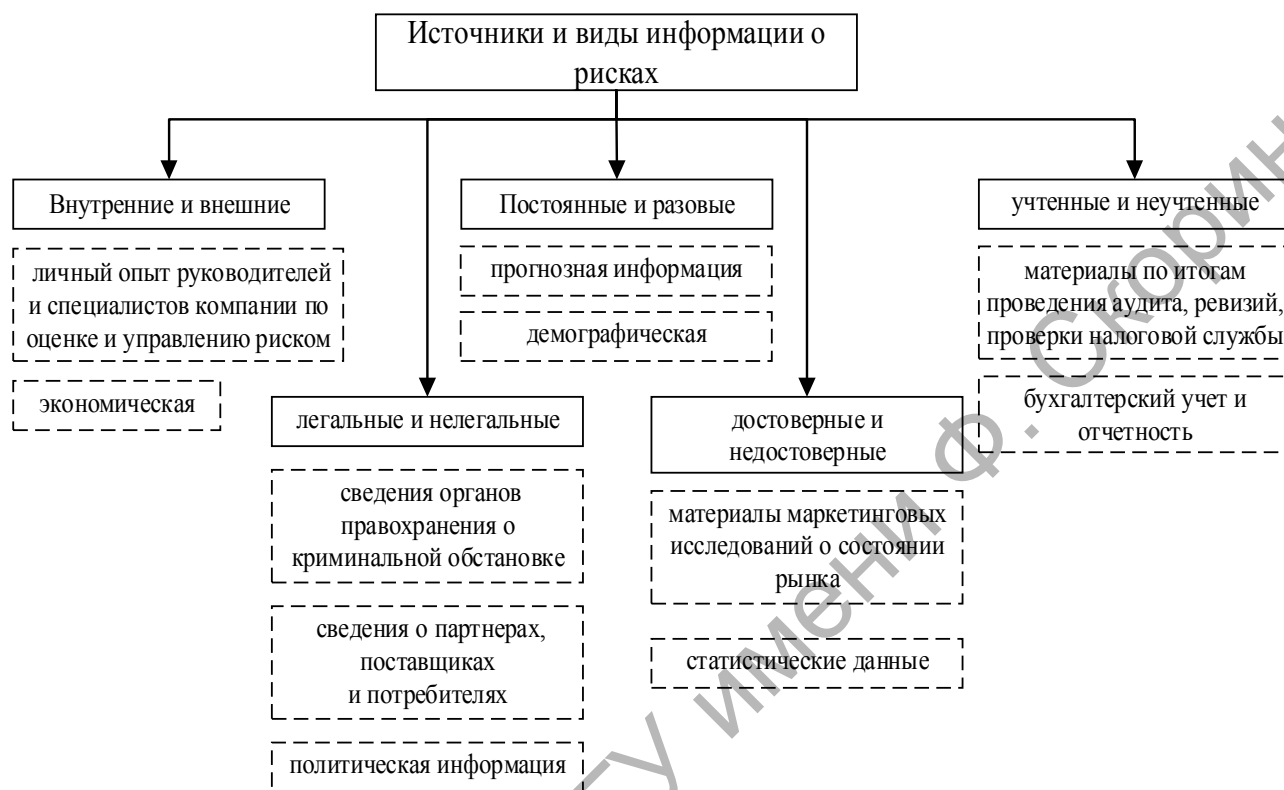 Источники и виды информации о
рисках
Внутренние и внешние
личный опыт руководителей
и специалистов компании по
оценке и управлению риском
экономическая
легальные и нелегальные
сведения органов
правохранения о
криминальной обстановке
сведения о партнерах,
поставщиках
и потребителях
политическая информация
Постоянные и разовые
прогнозная информация
демографическая
достоверные и
недостоверные
материалы маркетинговых
исследований о состоянии
рынка
статистические данные
учтенные и неучтенные
материалы по итогам
проведения аудита, ревизий,
проверки налоговой службы
бухгалтерский учет и
отчетность
ГУ имени Ф. Скорин